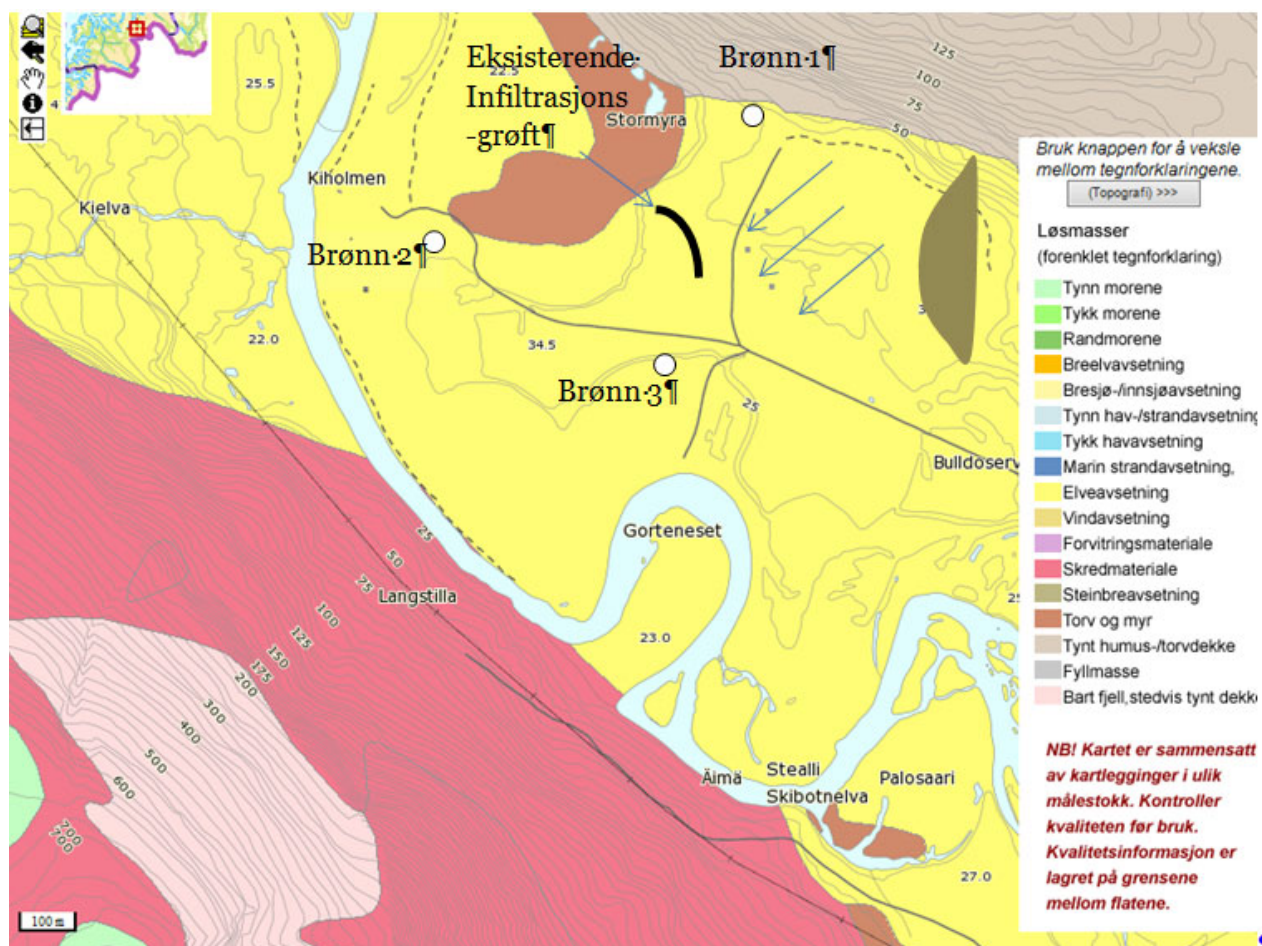 25.5
4
22.5
Eksisterende·
Infiltrasjons
-grøft¶
Brønn·1¶
Stormyra
125
100
75
50
Kiholmen
Kielva
Brønn·2¶
22.0
34.5
3
Brønn·3¶
25
Bulldoserv
Gorteneset
25
50
75
100
125
150
175
200
300
400
500
600
700
200
Langstilla
23.0
25
Äimä
Stealli
Skibotnelva
Palosaari
27.0
100 m
Bruk knappen for å veksle
mellom tegnforklaringene.
(Topografi) >>>
Løsmasser
(forenklet tegnforklaring)
Tynn morene
Tykk morene
Randmorene
Breelvavsetning
Bresjø-/innsjøavsetning
Tynn hav-/strandavsetning
Tykk havavsetning
Marin strandavsetning,
Elveavsetning
Vindavsetning
Forvitringsmateriale
Skredmateriale
Steinbreavsetning
Torv og myr
Tynt humus-/torvdekke
Fyllmasse
Bart fjell,stedvis tynt dekke
NB! Kartet er sammensatt
av kartlegginger i ulik
målestokk. Kontroller
kvaliteten før bruk.
Kvalitetsinformasjon er
lagret på grensene
mellom flatene.